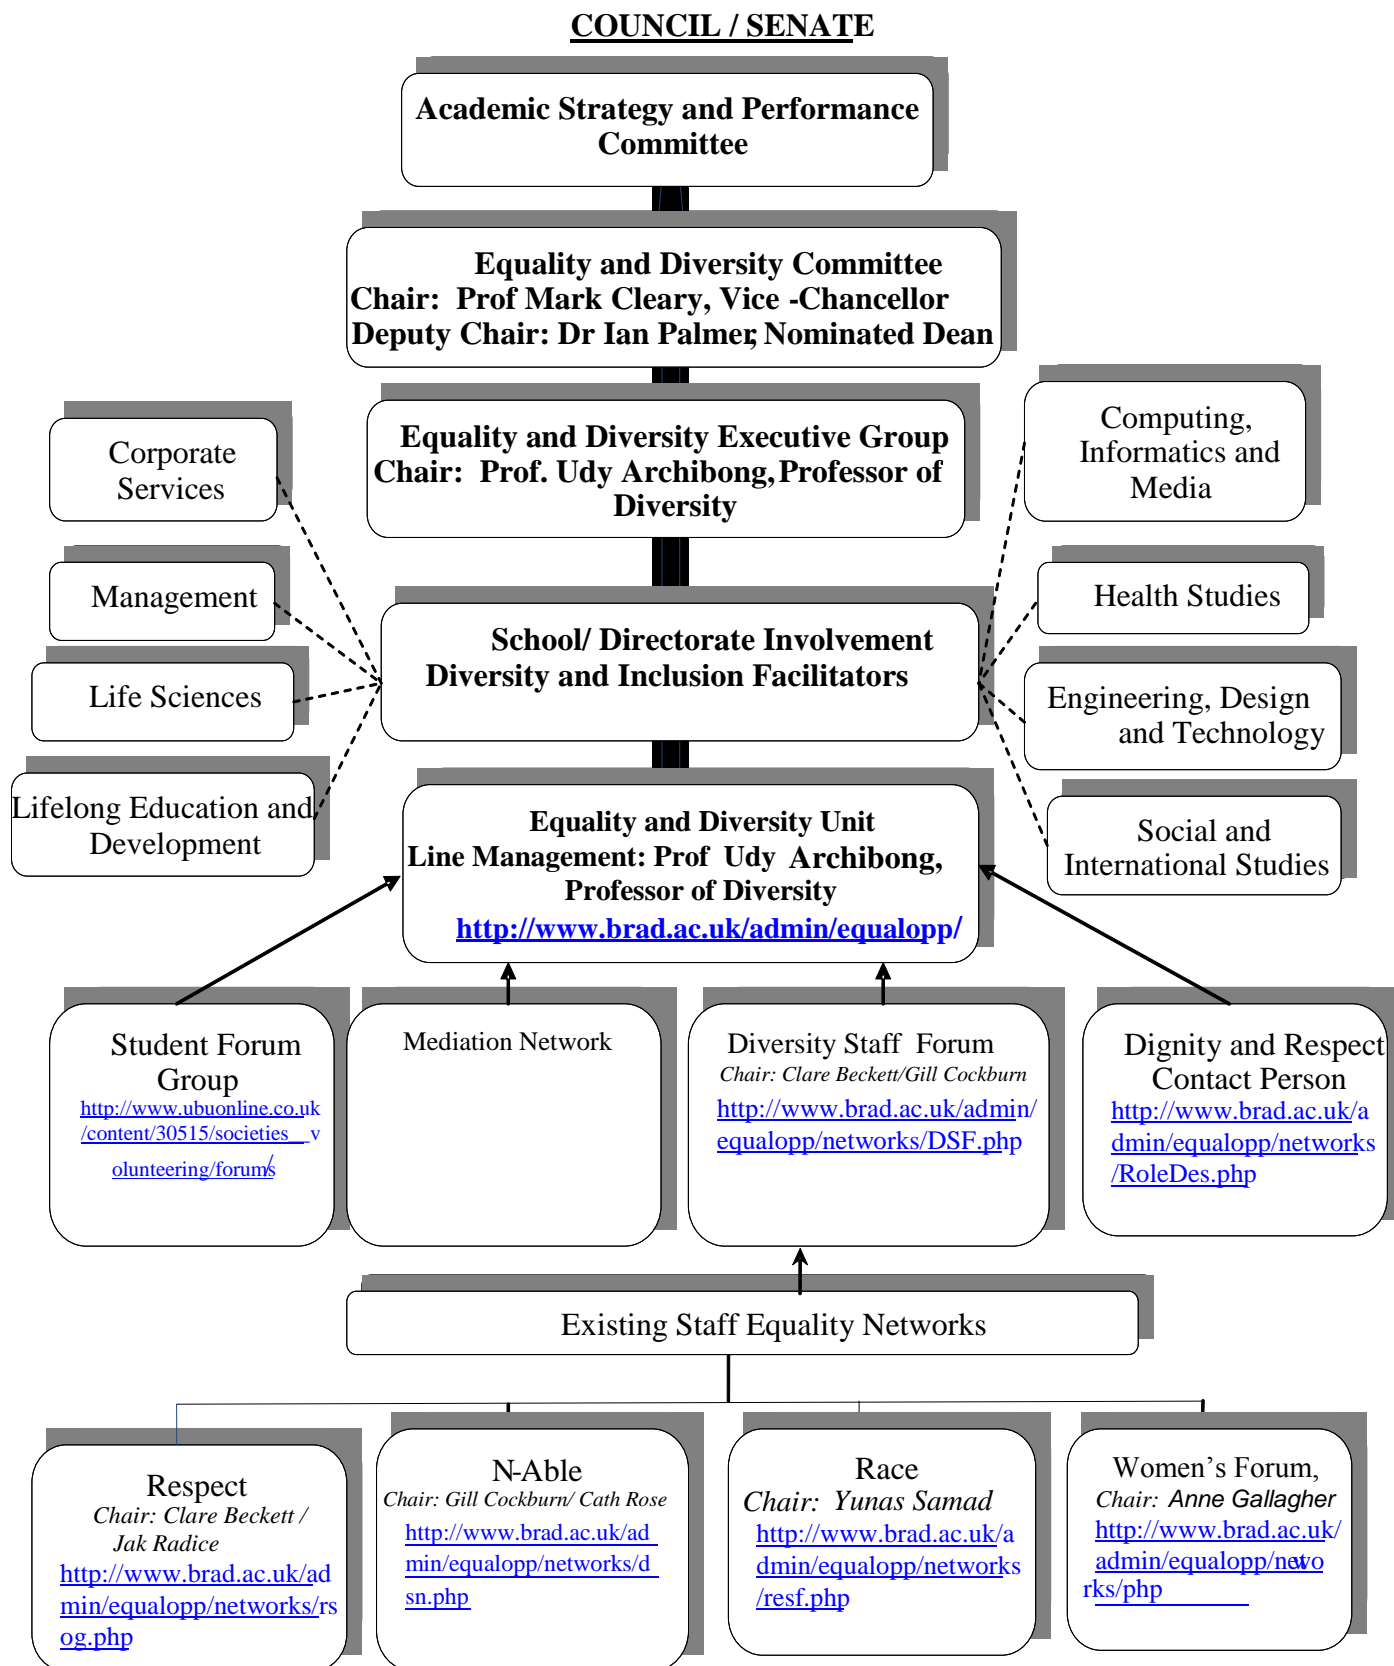 COUNCIL / SENATE
Academic Strategy and Performance
Committee
Equality and Diversity Committee
Chair: Prof Mark Cleary, Vice -Chancellor
Deputy Chair: Dr Ian Palmer, Nominated Dean
Equality and Diversity Executive Group
Chair: Prof. Udy Archibong, Professor of
Diversity
Corporate
Services
Computing,
Informatics and
Media
Management
Health Studies
School/ Directorate Involvement
Diversity and Inclusion Facilitators
Life Sciences
Engineering, Design
and Technology
Lifelong Education and
Development
Social and
International Studies
Equality and Diversity Unit
Line Management: Prof Udy Archibong,
Professor of Diversity
http://www.brad.ac.uk/admin/equalopp/
Student Forum
Group
http://www.ubuonline.co.uk
/content/30515/societies__v
olunteering/forums/
Mediation Network
Diversity Staff Forum
Chair: Clare Beckett/Gill Cockburn
http://www.brad.ac.uk/admin/
equalopp/networks/DSF.php
Dignity and Respect
Contact Person
http://www.brad.ac.uk/a
dmin/equalopp/networks
/RoleDes.php
Existing Staff Equality Networks
Respect
Chair: Clare Beckett /
Jak Radice
http://www.brad.ac.uk/ad
min/equalopp/networks/rs
og.php
N-Able
Chair: Gill Cockburn/ Cath Rose
http://www.brad.ac.uk/ad
min/equalopp/networks/d
sn.php
Race
Chair: Yunas Samad
http://www.brad.ac.uk/a
dmin/equalopp/networks
/resf.php
Women's Forum,
Chair: Anne Gallagher
http://www.brad.ac.uk/
admin/equalopp/netwo
rks/php